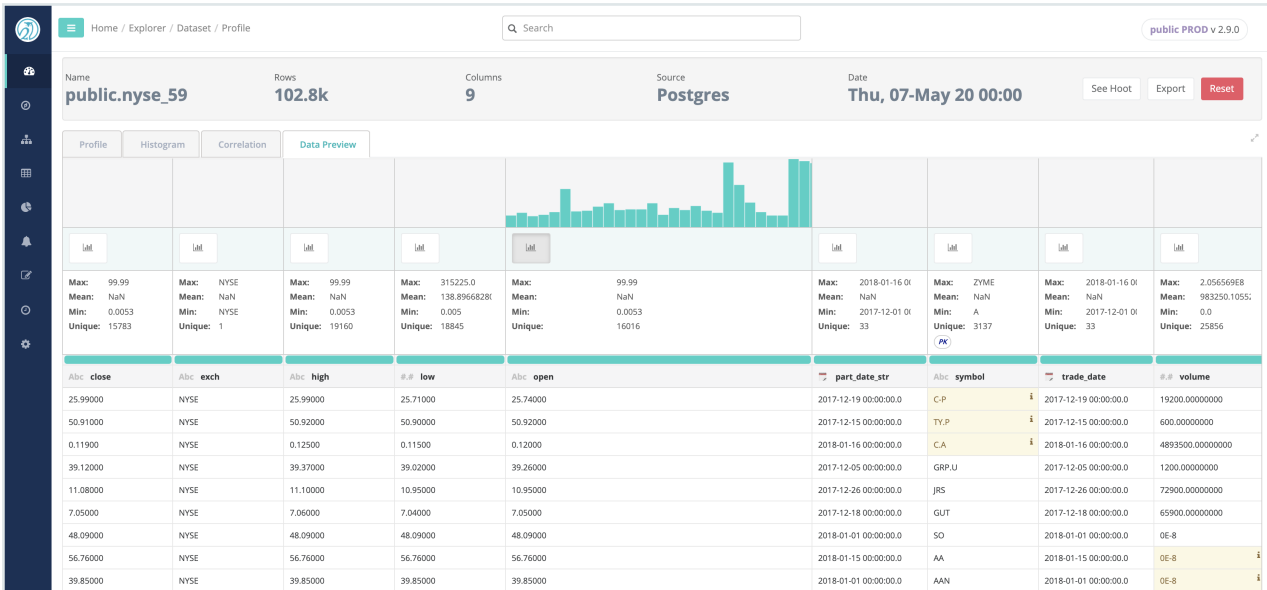 Home / Explorer / Dataset / Profile
Search
public PROD v 2.9.0
Name Rows Columns Source Date
public.nyse_59 102.8k 9 Postgres Thu, 07-May 20 00:00
See Hoot Export Reset
Profile Histogram Correlation Data Preview
Max: 99.99 Max: NYSE Max: 99.99 Max: 315225.0 Max: 99.99 Max: 2018-01-16 0( Max: ZYME Max: 2018-01-16 0( Max: 2.056569E8
Mean: NaN Mean: NaN Mean: NaN Mean: 138.8966828( Mean: NaN Mean: NaN Mean: NaN Mean: NaN Mean: 983250.1055
Min: 0.0053 Min: NYSE Min: 0.0053 Min: 0.005 Min: 0.0053 Min: 2017-12-01 0( Min: A Min: 2017-12-01 0( Min: 0.0
Unique: 15783 Unique: 1 Unique: 19160 Unique: 18845 Unique: 16016 Unique: 33 Unique: 3137 Unique: 33 Unique: 25856
PK
Abc close Abc exch Abc high #.# low Abc open part_date_str Abc symbol trade_date #.# volume
25.99000 NYSE 25.99000 25.71000 25.74000 2017-12-19 00:00:00.0 C-P i 2017-12-19 00:00:00.0 19200.00000000
50.91000 NYSE 50.92000 50.90000 50.92000 2017-12-15 00:00:00.0 TY.P i 2017-12-15 00:00:00.0 600.00000000
0.11900 NYSE 0.12500 0.11500 0.12000 2018-01-16 00:00:00.0 C.A i 2018-01-16 00:00:00.0 4893500.00000000
39.12000 NYSE 39.37000 39.02000 39.26000 2017-12-05 00:00:00.0 GRP.U 2017-12-05 00:00:00.0 1200.00000000
11.08000 NYSE 11.10000 10.95000 10.95000 2017-12-26 00:00:00.0 JRS 2017-12-26 00:00:00.0 72900.00000000
7.05000 NYSE 7.06000 7.04000 7.05000 2017-12-18 00:00:00.0 GUT 2017-12-18 00:00:00.0 65900.00000000
48.09000 NYSE 48.09000 48.09000 48.09000 2018-01-01 00:00:00.0 SO 2018-01-01 00:00:00.0 0E-8
56.76000 NYSE 56.76000 56.76000 56.76000 2018-01-15 00:00:00.0 AA 2018-01-15 00:00:00.0 0E-8 i
39.85000 NYSE 39.85000 39.85000 39.85000 2018-01-01 00:00:00.0 AAN 2018-01-01 00:00:00.0 0E-8 i